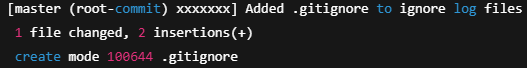 [master (root-commit) xxxxxxx] Added .gitignore to ignore log files
1 file changed, 2 insertions(+)
create mode 100644 .gitignore